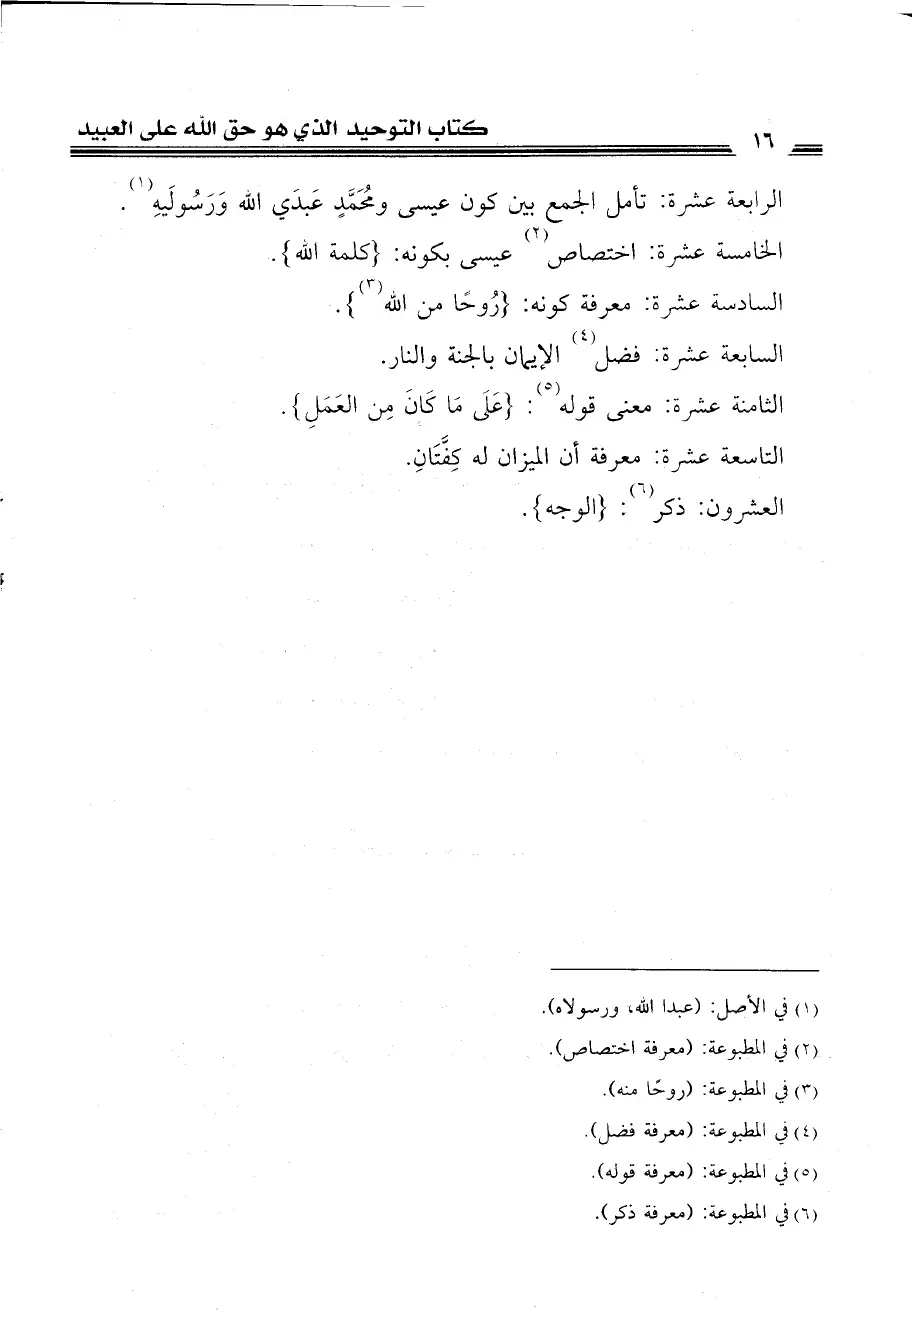 ١٦ كتاب التوحيد الذي هو حق الله على العبيد
الرابعة عشرة: تأمل الجمع بين كون عيسى ومُحَمَّدٍ عَبدَي الله وَرَسُولَيهِ(١).
الخامسة عشرة: اختصاص(٢) عيسى بكونه: {كلمة الله}.
السادسة عشرة: معرفة كونه: {رُوحًا من الله(٣)}.
السابعة عشرة: فضل(٤) الإيمان بالجنة والنار.
الثامنة عشرة: معنى قوله(٥): {عَلَى مَا كَانَ مِن العَمَلِ}.
التاسعة عشرة: معرفة أن الميزان له كِفَّتَانِ.
العشرون: ذكر(٦): {الوجه}.
(١) في الأصل: (عبدا الله، ورسولاه).
(٢) في المطبوعة: (معرفة اختصاص).
(٣) في المطبوعة: (روحًا منه).
(٤) في المطبوعة: (معرفة فضل).
(٥) في المطبوعة: (معرفة قوله).
(٦) في المطبوعة: (معرفة ذكر).